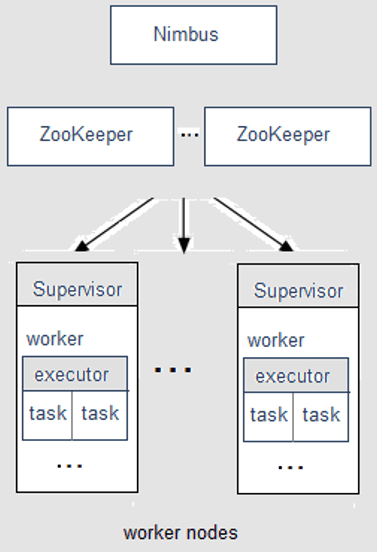 Nimbus
ZooKeeper ... ZooKeeper
Supervisor
worker
executor
task task
...
...
Supervisor
worker
executor
task task
...
worker nodes